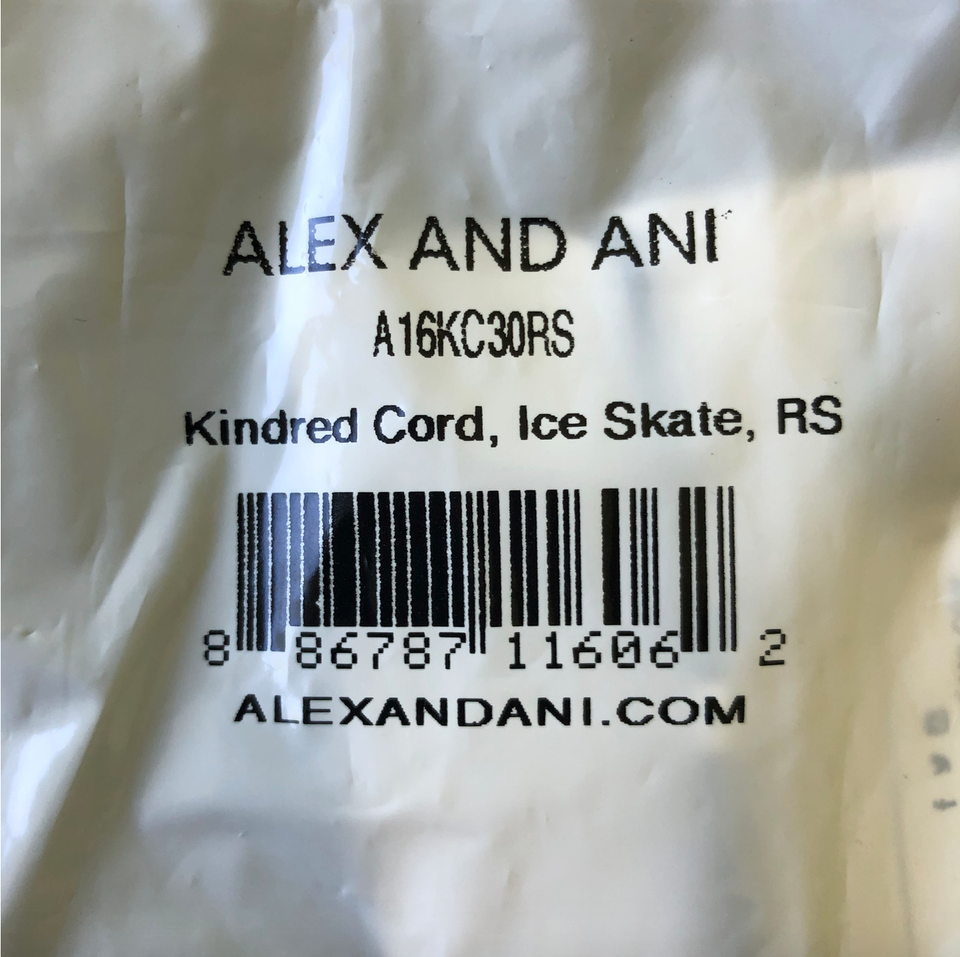 ALEX AND ANI
A16KC30RS
Kindred Cord, Ice Skate, RS
8 86787 11606 2
ALEXANDANI.COM